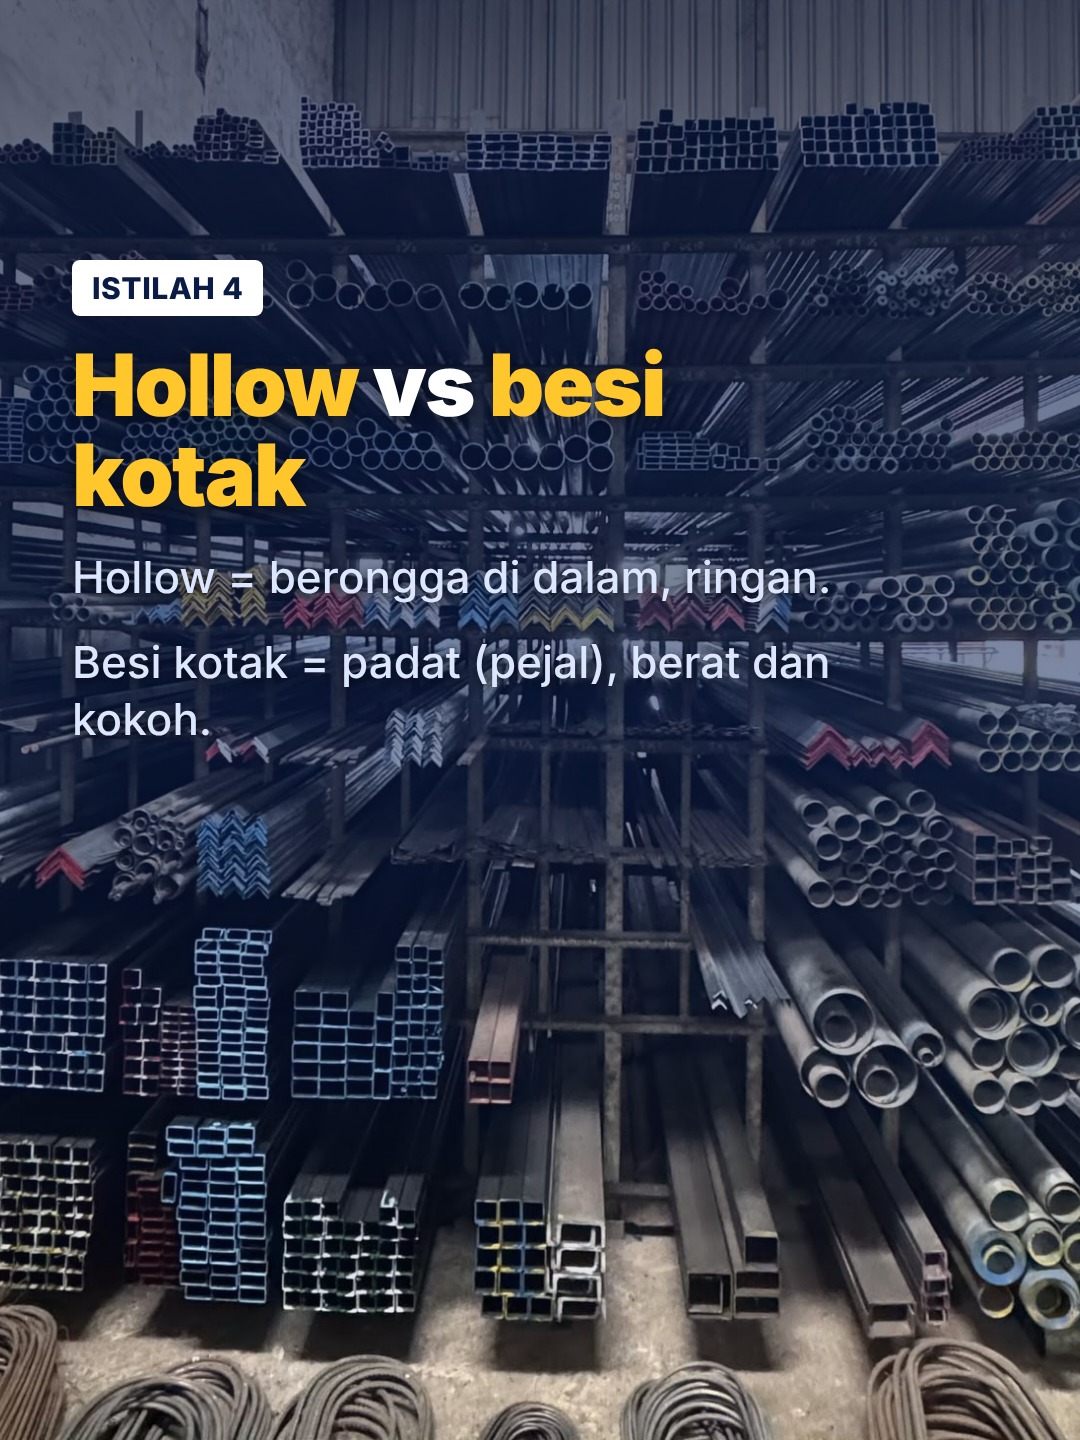 ISTILAH 4
Hollow vs besi
kotak
Hollow = berongga di dalam, ringan.
Besi kotak = padat (pejal), berat dan
kokoh.